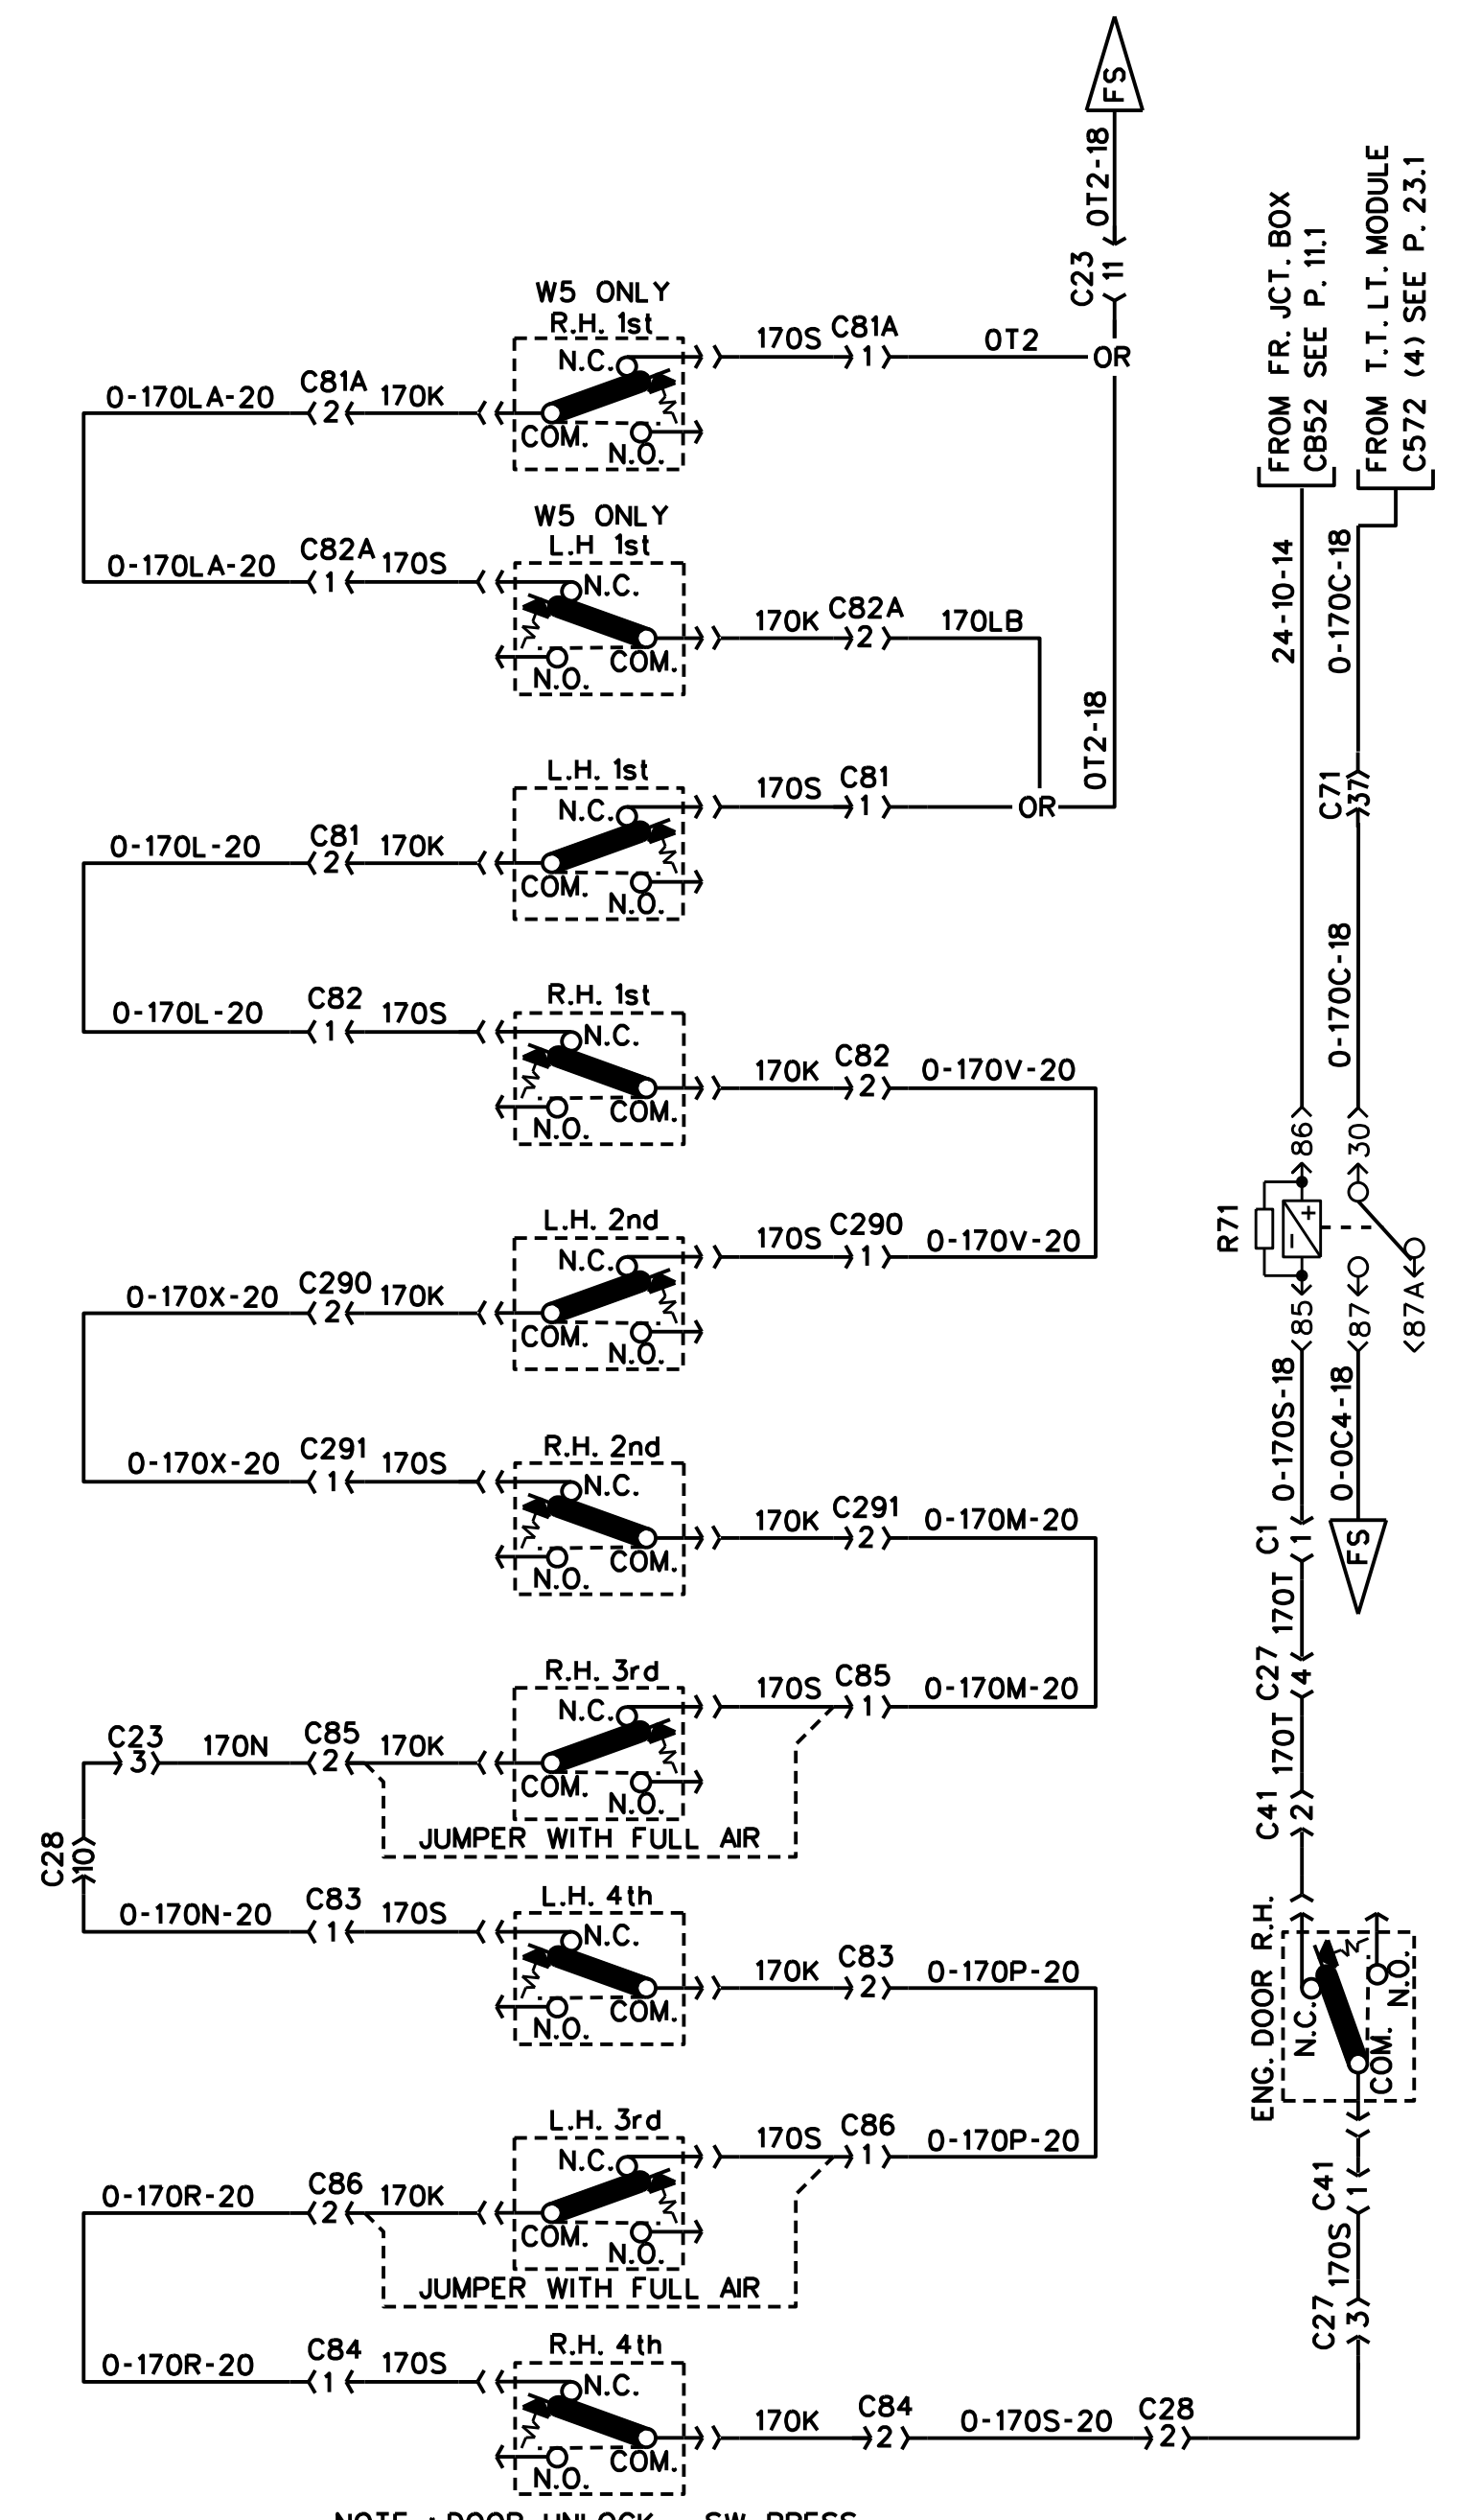 FS
0T2-18
C23
11
W5 ONLY
R.H. 1st
N.C.
170S
C81A
1
0T2
OR
0-170LA-20
C81A
2
170K
COM.
N.O.
W5 ONLY
L.H 1st
0-170LA-20
C82A
1
170S
N.C.
170K
C82A
2
170LB
COM.
N.O.
0T2-18
L.H. 1st
N.C.
170S
C81
1
OR
0-170L-20
C81
2
170K
COM.
N.O.
R.H. 1st
0-170L-20
C82
1
170S
N.C.
170K
C82
2
0-170V-20
COM.
N.O.
L.H. 2nd
N.C.
170S
C290
1
0-170V-20
0-170X-20
C290
2
170K
COM.
N.O.
R.H. 2nd
0-170X-20
C291
1
170S
N.C.
170K
C291
2
0-170M-20
COM.
N.O.
R.H. 3rd
N.C.
170S
C85
1
0-170M-20
C23
3
170N
C85
2
170K
COM.
N.O.
JUMPER WITH FULL AIR
C28
10
L.H. 4th
0-170N-20
C83
1
170S
N.C.
170K
C83
2
0-170P-20
COM.
N.O.
L.H. 3rd
N.C.
170S
C86
1
0-170P-20
0-170R-20
C86
2
170K
COM.
N.O.
JUMPER WITH FULL AIR
R.H. 4th
0-170R-20
C84
1
170S
N.C.
170K
C84
2
0-170S-20
C28
2
COM.
N.O.
FROM FR. JCT. BOX
CB52 SEE P. 11.1
FROM T.T. LT. MODULE
C572 (4) SEE P. 23.1
24-10-14
0-170C-18
C71
37
0-170C-18
86
30
R71
+
-
85
87
87A
0-170S-18
0-0C4-18
C1
1
FS
170T
C27
4
170T
C41
2
ENG. DOOR R.H.
N.C.
N.O.
COM.
C41
1
170S
C27
3
NOTE : DOOR UNLOCK - SW PRESS